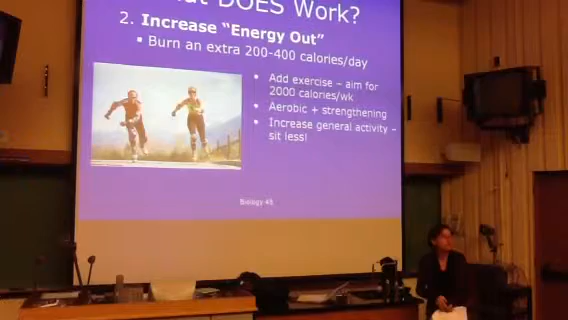 DOES Work?
2. Increase “Energy Out”
▪ Burn an extra 200-400 calories/day
• Add exercise – aim for
2000 calories/wk
• Aerobic + strengthening
• Increase general activity –
sit less!
Biology 45